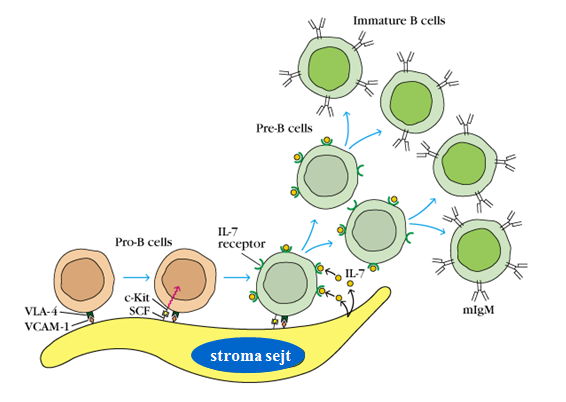 Immature B cells
Pre-B cells
IL-7
receptor
Pro-B cells
c-Kit
SCF
IL-7
VLA-4
VCAM-1
mIgM
stroma sejt